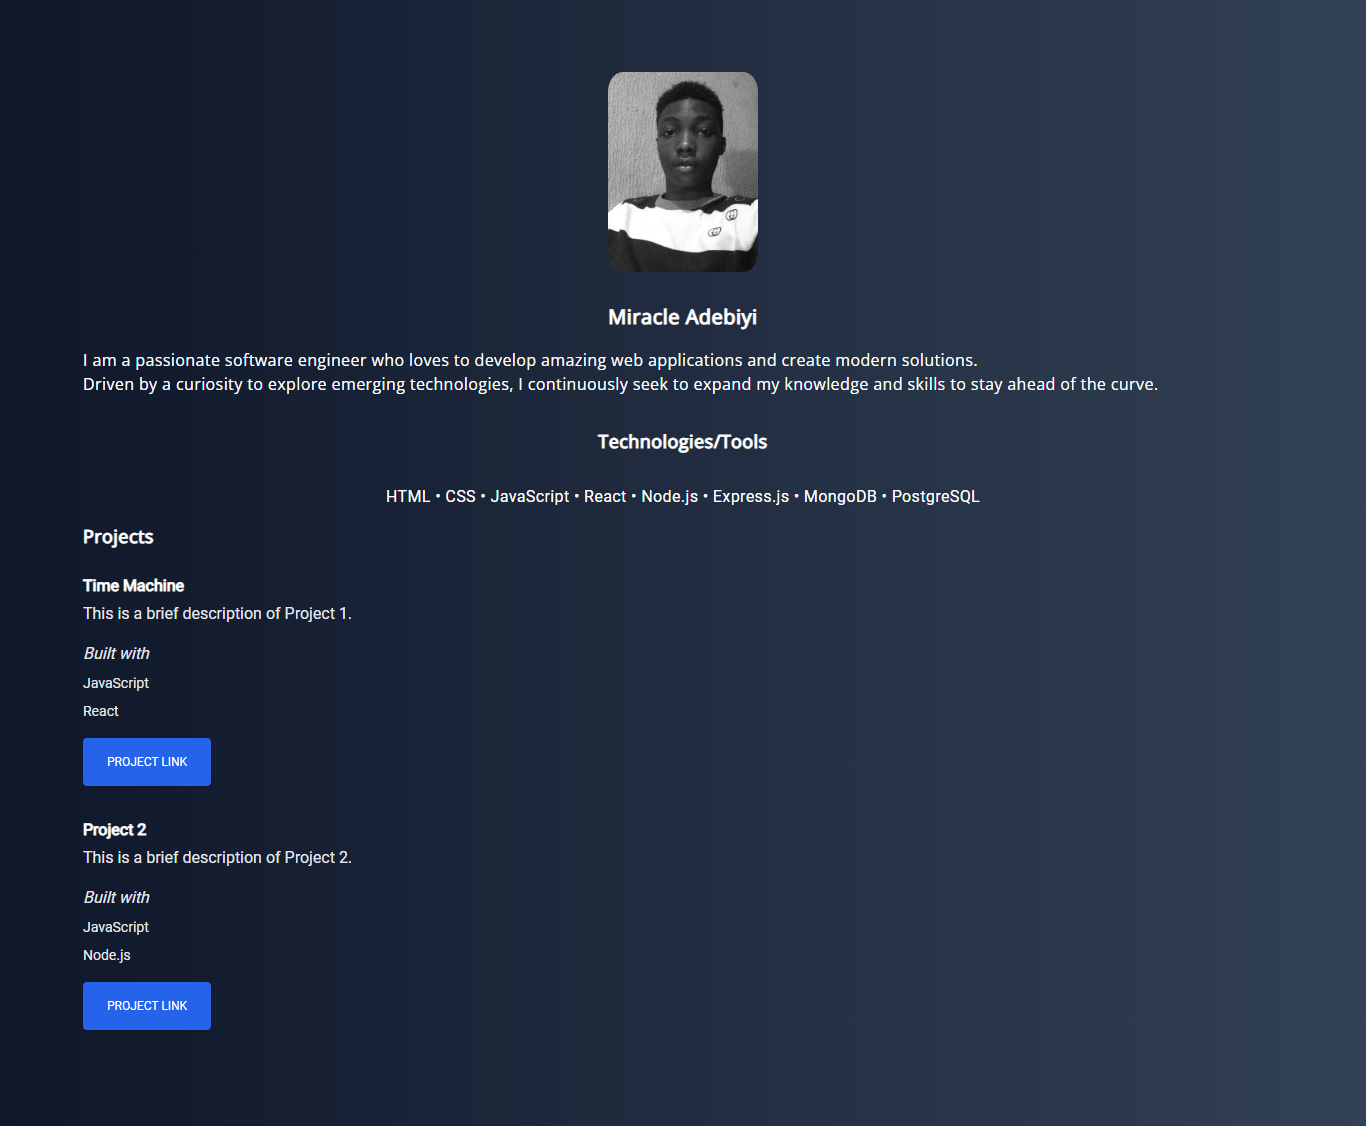 Miracle Adebiyi
I am a passionate software engineer who loves to develop amazing web applications and create modern solutions.
Driven by a curiosity to explore emerging technologies, I continuously seek to expand my knowledge and skills to stay ahead of the curve.
Technologies/Tools
HTML • CSS • JavaScript • React • Node.js • Express.js • MongoDB • PostgreSQL
Projects
Time Machine
This is a brief description of Project 1.
Built with
JavaScript
React
PROJECT LINK
Project 2
This is a brief description of Project 2.
Built with
JavaScript
Node.js
PROJECT LINK